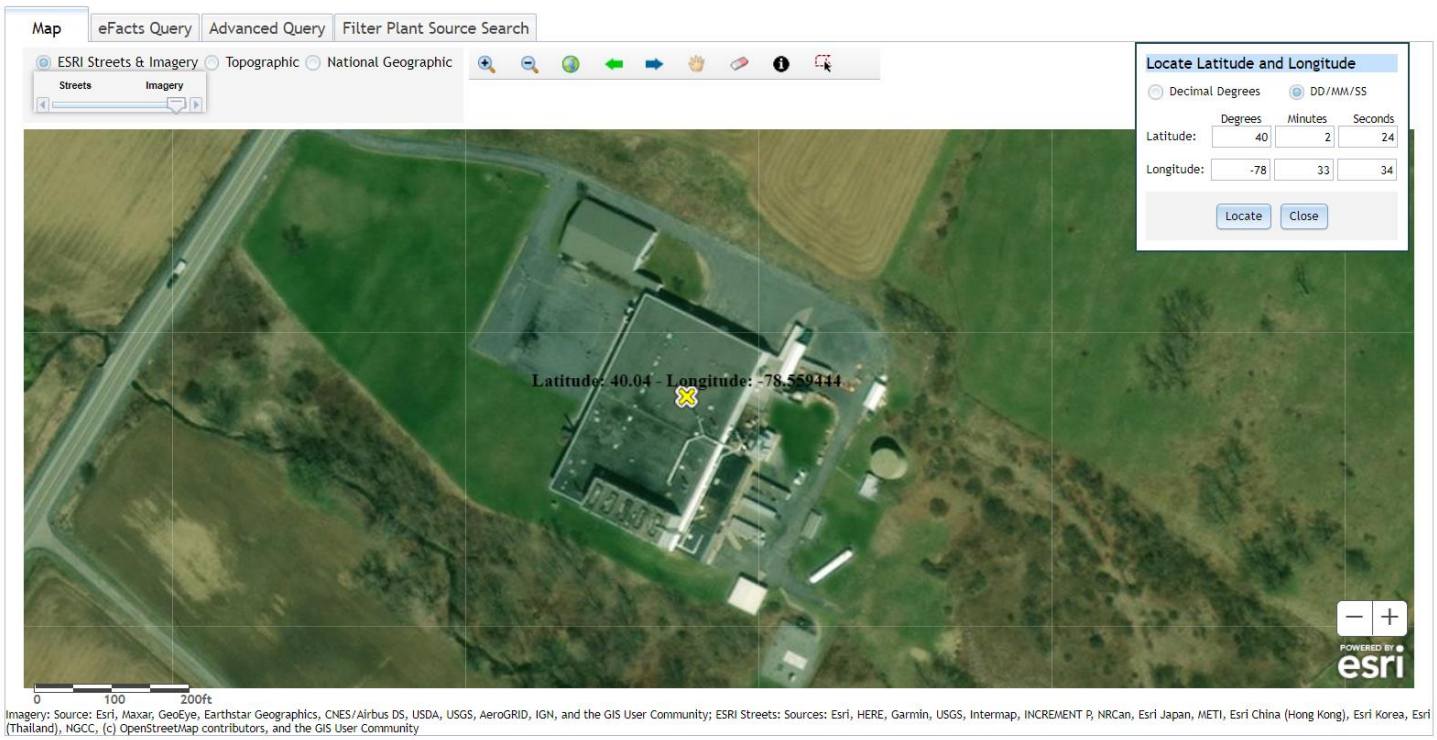 Map eFacts Query Advanced Query Filter Plant Source Search
ESRI Streets & Imagery Topographic National Geographic
Streets Imagery
Locate Latitude and Longitude
Decimal Degrees DD/MM/SS
Degrees Minutes Seconds
Latitude: 40 2 24
Longitude: -78 33 34
Locate Close
Latitude: 40.04 - Longitude: -78.559444
POWERED BY
esri
0 100 200ft
Imagery: Source: Esri, Maxar, GeoEye, Earthstar Geographics, CNES/Airbus DS, USDA, USGS, AeroGRID, IGN, and the GIS User Community; ESRI Streets: Sources: Esri, HERE, Garmin, USGS, Intermap, INCREMENT P, NRCan, Esri Japan, METI, Esri China (Hong Kong), Esri Korea, Esri
(Thailand), NGCC, (c) OpenStreetMap contributors, and the GIS User Community